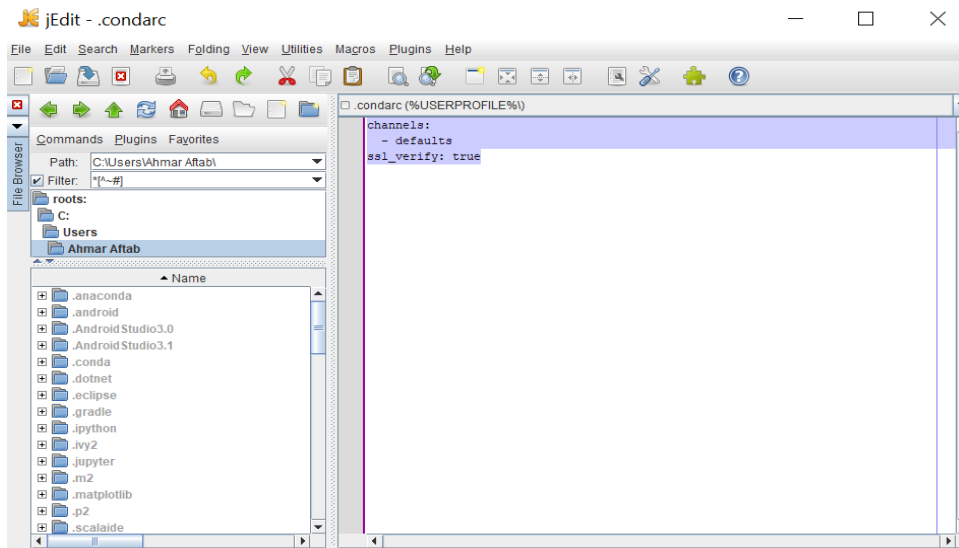 jEdit - .condarc
File Edit Search Markers Folding View Utilities Macros Plugins Help
.condarc (%USERPROFILE%\)
File Browser
Commands Plugins Favorites
Path: C:\Users\Ahmar Aftab\
Filter: *[^~#]
roots:
C:
Users
Ahmar Aftab
Name
.anaconda
.android
.AndroidStudio3.0
.AndroidStudio3.1
.conda
.dotnet
.eclipse
.gradle
.ipython
.ivy2
.jupyter
.m2
.matplotlib
.p2
.scalaide
channels:
  - defaults
ssl_verify: true